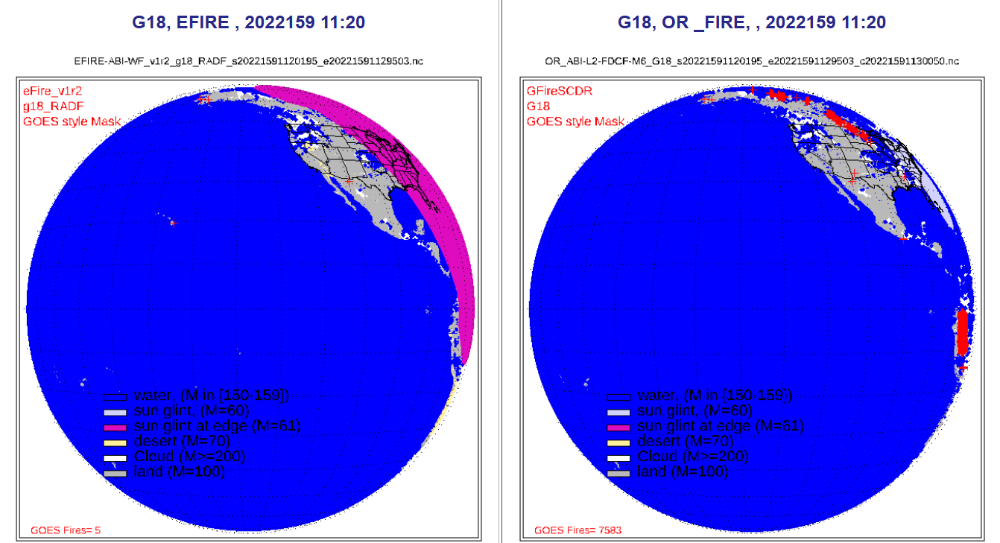 G18, EFIRE , 2022159 11:20
EFIRE-ABI-WF_v1r2_g18_RADF_s20221591120195_e20221591129503.nc
eFire_v1r2
g18_RADF
GOES style Mask
water, (M in [150-159])
sun glint, (M=60)
sun glint at edge (M=61)
desert (M=70)
Cloud (M>=200)
land (M=100)
GOES Fires= 5
G18, OR _FIRE, , 2022159 11:20
OR_ABI-L2-FDCF-M6_G18_s20221591120195_e20221591129503_c20221591130050.nc
GFireSCDR
G18
GOES style Mask
water, (M in [150-159])
sun glint, (M=60)
sun glint at edge (M=61)
desert (M=70)
Cloud (M>=200)
land (M=100)
GOES Fires= 7583